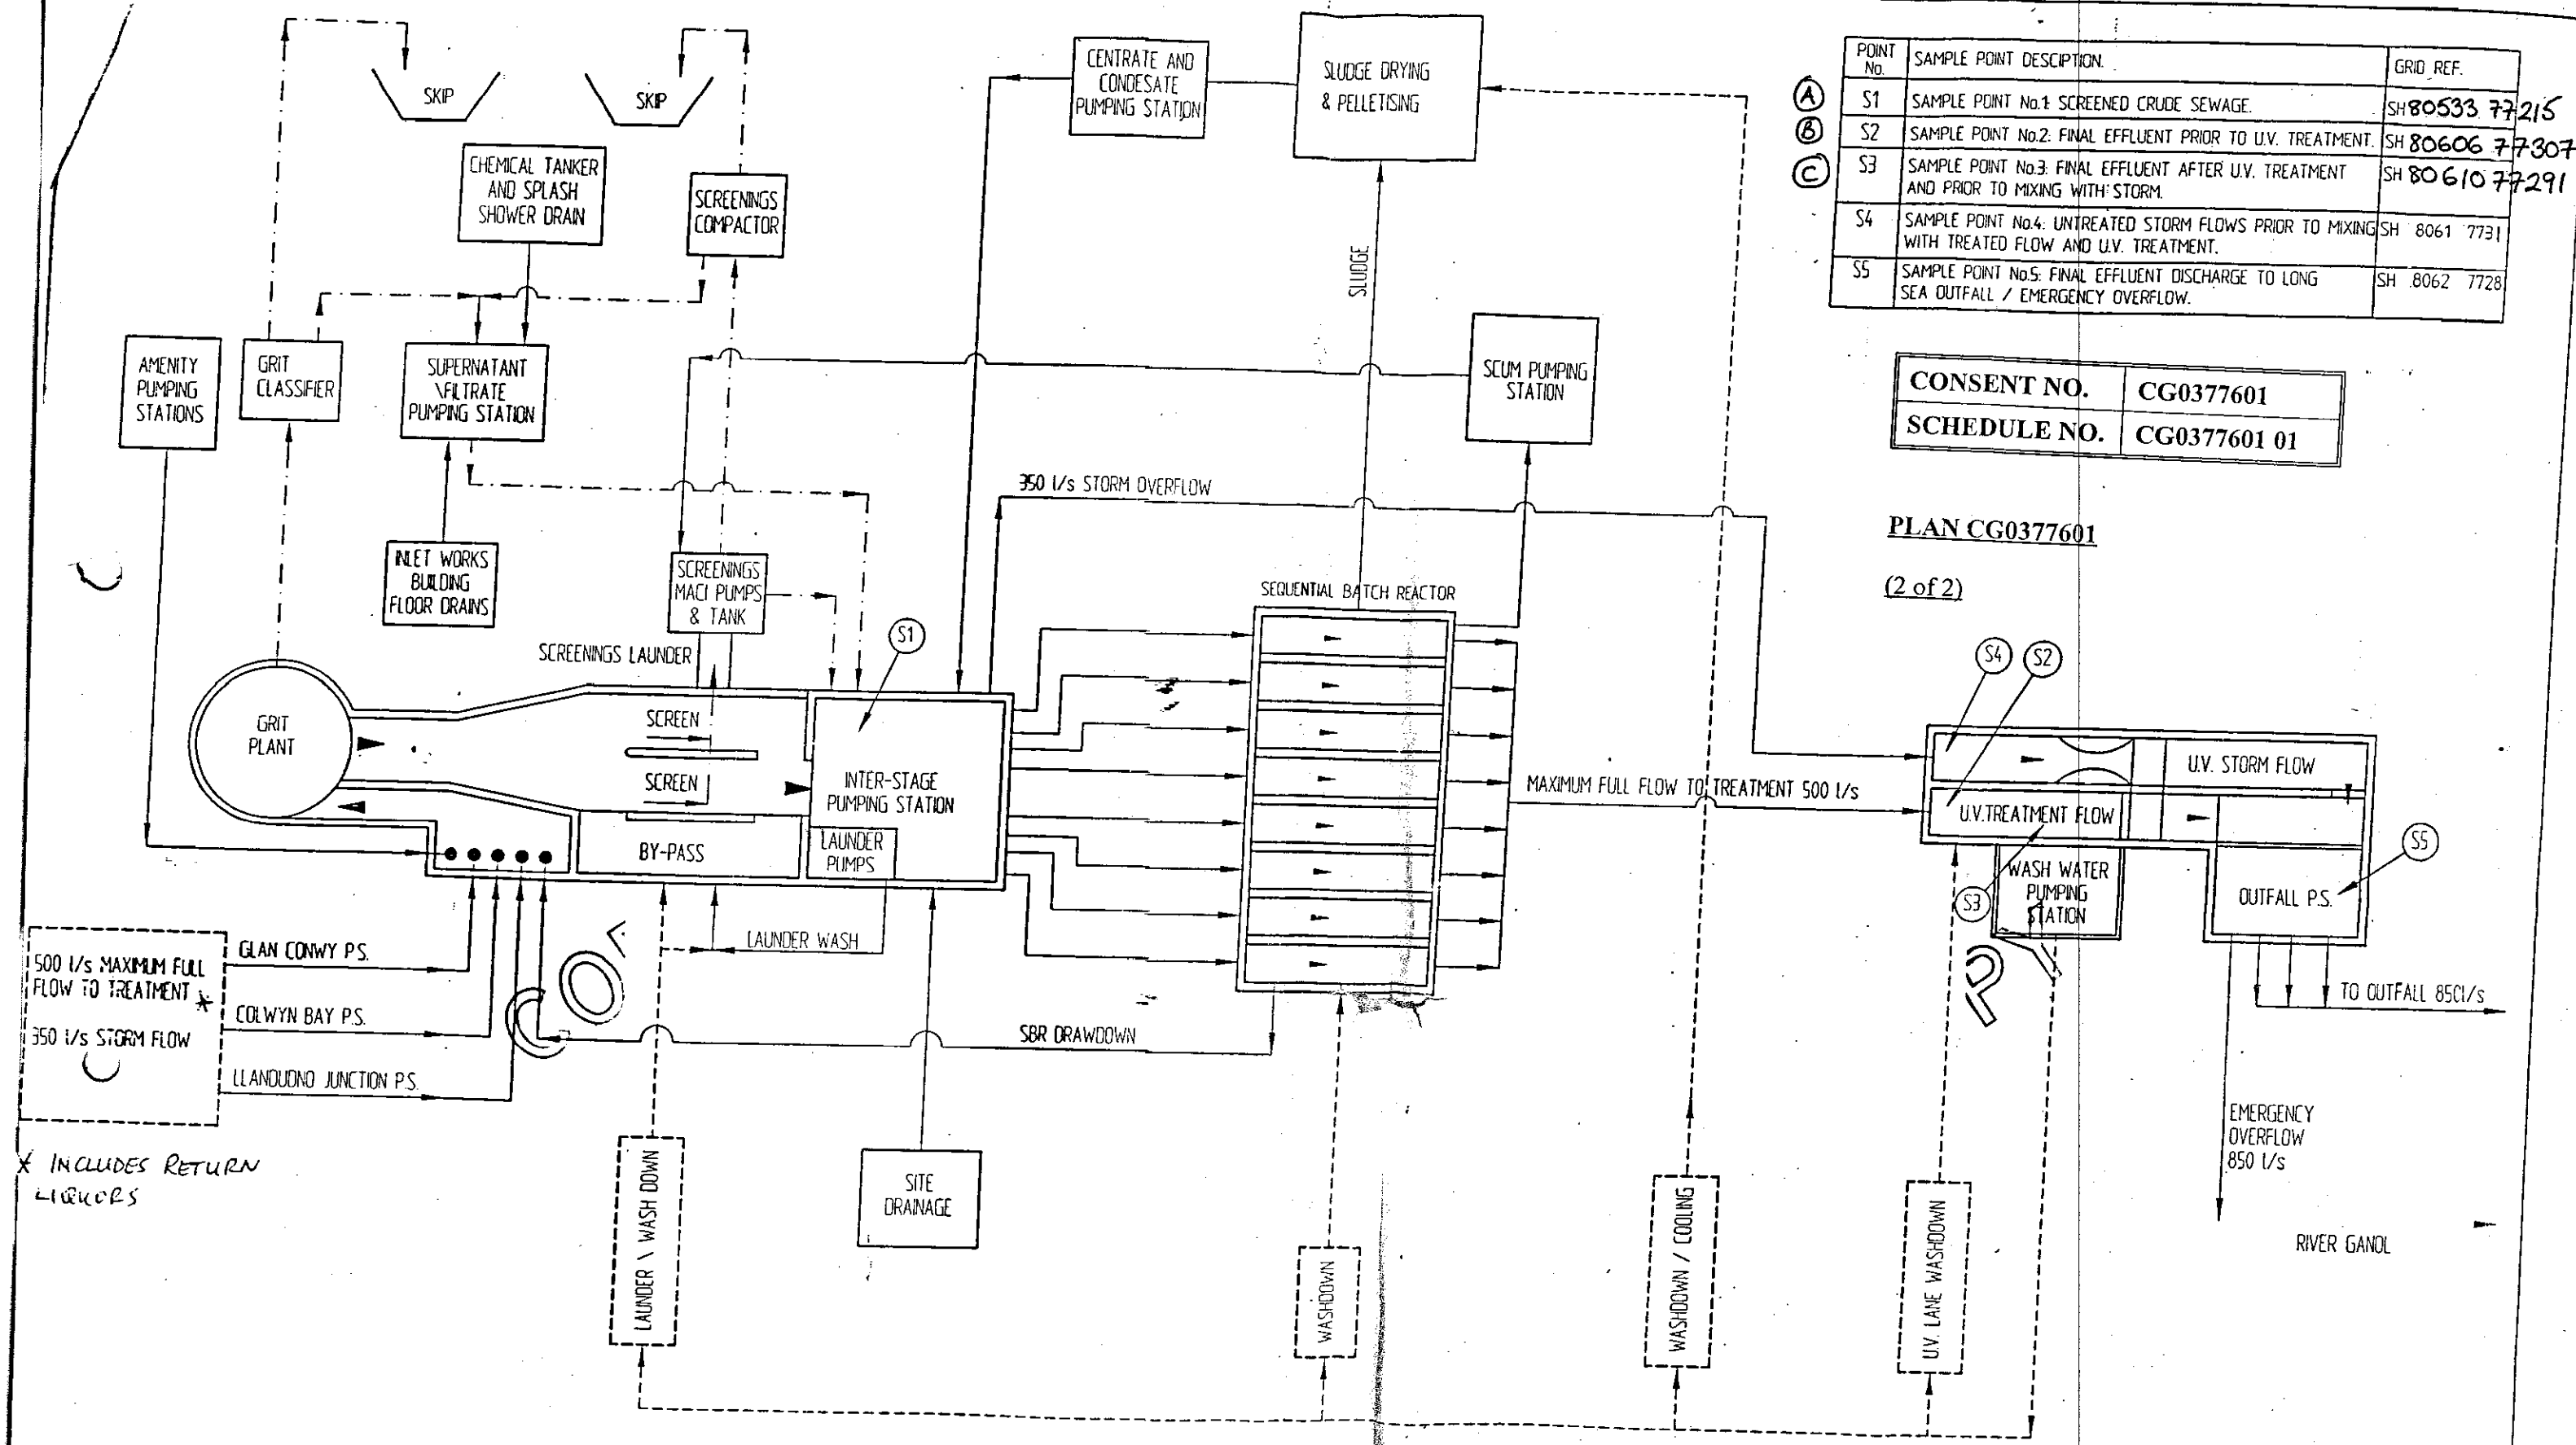 SKIP
SKIP
CHEMICAL TANKER
AND SPLASH
SHOWER DRAIN
SCREENINGS
COMPACTOR
CENTRATE AND
CONDESATE
PUMPING STATION
SLUDGE DRYING
& PELLETISING
POINT No. SAMPLE POINT DESCIPTION. GRID REF.
A S1 SAMPLE POINT No.1: SCREENED CRUDE SEWAGE. SH 80533 77215
B S2 SAMPLE POINT No.2: FINAL EFFLUENT PRIOR TO U.V. TREATMENT. SH 80606 77307
C S3 SAMPLE POINT No.3: FINAL EFFLUENT AFTER U.V. TREATMENT SH 80610 77291
AND PRIOR TO MIXING WITH STORM.
S4 SAMPLE POINT No.4: UNTREATED STORM FLOWS PRIOR TO MIXING SH 8061 7731
WITH TREATED FLOW AND U.V. TREATMENT.
S5 SAMPLE POINT No.5: FINAL EFFLUENT DISCHARGE TO LONG SH 8062 7728
SEA OUTFALL / EMERGENCY OVERFLOW.
CONSENT NO. CG0377601
SCHEDULE NO. CG0377601 01
PLAN CG0377601
(2 of 2)
AMENITY
PUMPING
STATIONS
GRIT
CLASSIFIER
SUPERNATANT
\FILTRATE
PUMPING STATION
SLUDGE
SCUM PUMPING
STATION
350 l/s STORM OVERFLOW
INLET WORKS
BUILDING
FLOOR DRAINS
SCREENINGS
MACI PUMPS
& TANK
SEQUENTIAL BATCH REACTOR
SCREENINGS LAUNDER
S1
S4
S2
GRIT
PLANT
SCREEN
SCREEN
INTER-STAGE
PUMPING STATION
BY-PASS
LAUNDER
PUMPS
MAXIMUM FULL FLOW TO TREATMENT 500 l/s
U.V. STORM FLOW
U.V.TREATMENT FLOW
WASH WATER
PUMPING
STATION
S3
S5
OUTFALL P.S.
TO OUTFALL 850l/s
500 l/s MAXIMUM FULL
FLOW TO TREATMENT *
350 l/s STORM FLOW
GLAN CONWY P.S.
COLWYN BAY P.S.
LLANDUDNO JUNCTION P.S.
LAUNDER WASH
SBR DRAWDOWN
COP
* INCLUDES RETURN
LIQUORS
LAUNDER \ WASH DOWN
SITE
DRAINAGE
WASHDOWN
WASHDOWN / COOLING
U.V. LANE WASHDOWN
EMERGENCY
OVERFLOW
850 l/s
RIVER GANOL